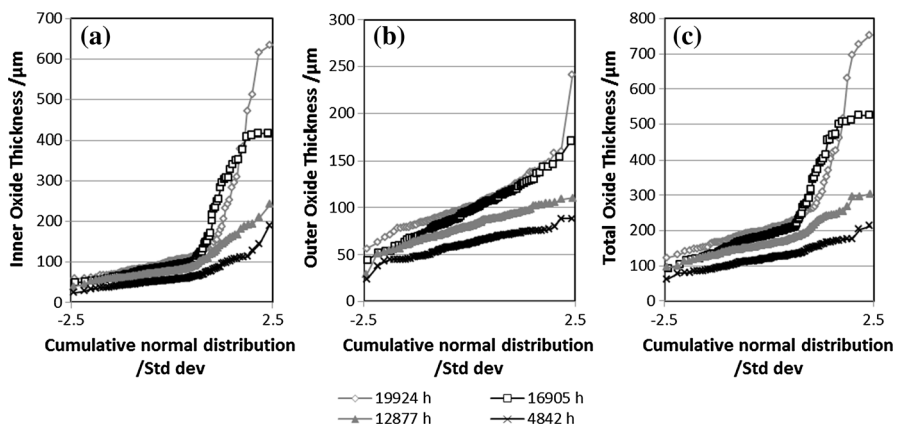 (a)
Inner Oxide Thickness /µm
700
600
500
400
300
200
100
0
-2.5
2.5
Cumulative normal distribution
/Std dev
(b)
Outer Oxide Thickness /µm
300
250
200
150
100
50
0
-2.5
2.5
Cumulative normal distribution
/Std dev
(c)
Total Oxide Thickness /µm
800
700
600
500
400
300
200
100
0
-2.5
2.5
Cumulative normal distribution
/Std dev
19924 h
16905 h
12877 h
4842 h